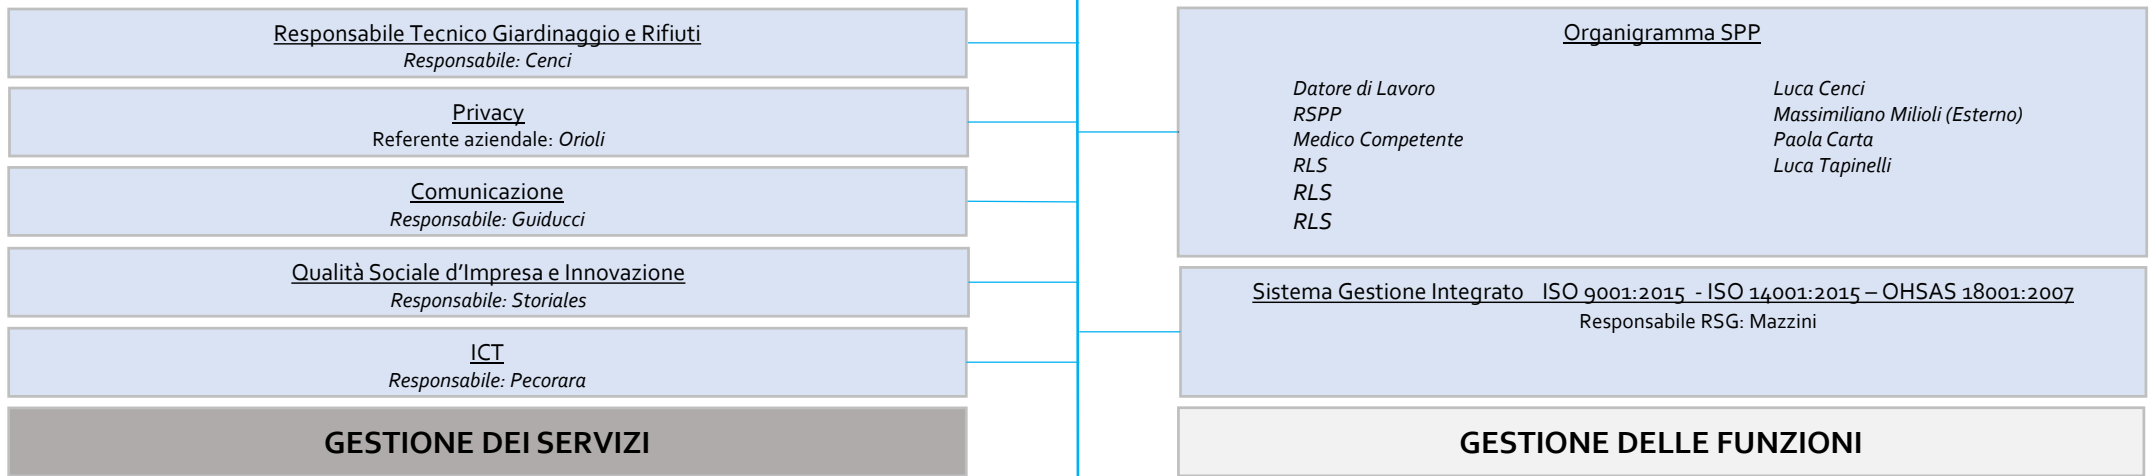 Responsabile Tecnico Giardinaggio e Rifiuti
Responsabile: Cenci
Privacy
Referente aziendale: Orioli
Comunicazione
Responsabile: Guiducci
Qualità Sociale d'Impresa e Innovazione
Responsabile: Storiales
ICT
Responsabile: Pecorara
GESTIONE DEI SERVIZI
Organigramma SPP
Datore di Lavoro Luca Cenci
RSPP Massimiliano Milioli (Esterno)
Medico Competente Paola Carta
RLS Luca Tapinelli
RLS
RLS
Sistema Gestione Integrato ISO 9001:2015 - ISO 14001:2015 – OHSAS 18001:2007
Responsabile RSG: Mazzini
GESTIONE DELLE FUNZIONI